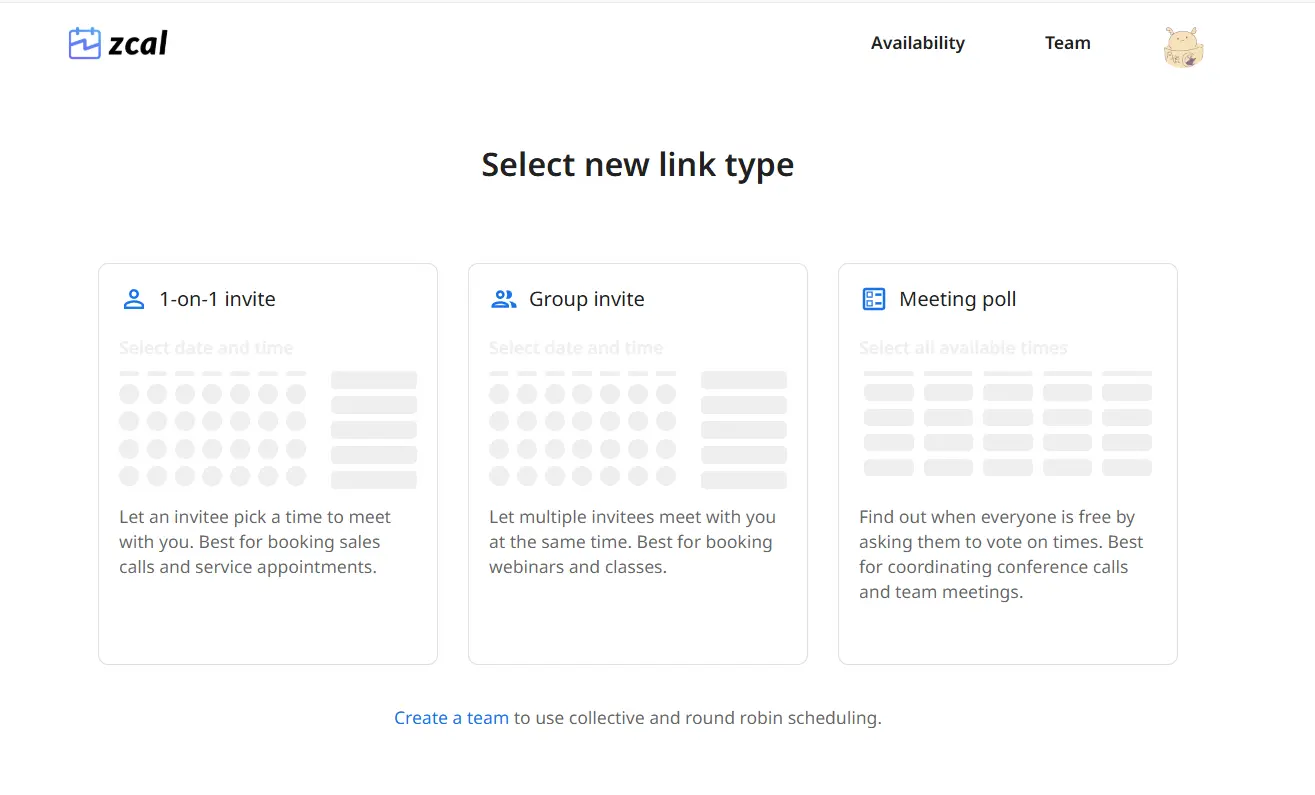 zcal
Availability
Team
Select new link type
1-on-1 invite
Select date and time
Let an invitee pick a time to meet
with you. Best for booking sales
calls and service appointments.
Group invite
Select date and time
Let multiple invitees meet with you
at the same time. Best for booking
webinars and classes.
Meeting poll
Select all available times
Find out when everyone is free by
asking them to vote on times. Best
for coordinating conference calls
and team meetings.
Create a team to use collective and round robin scheduling.